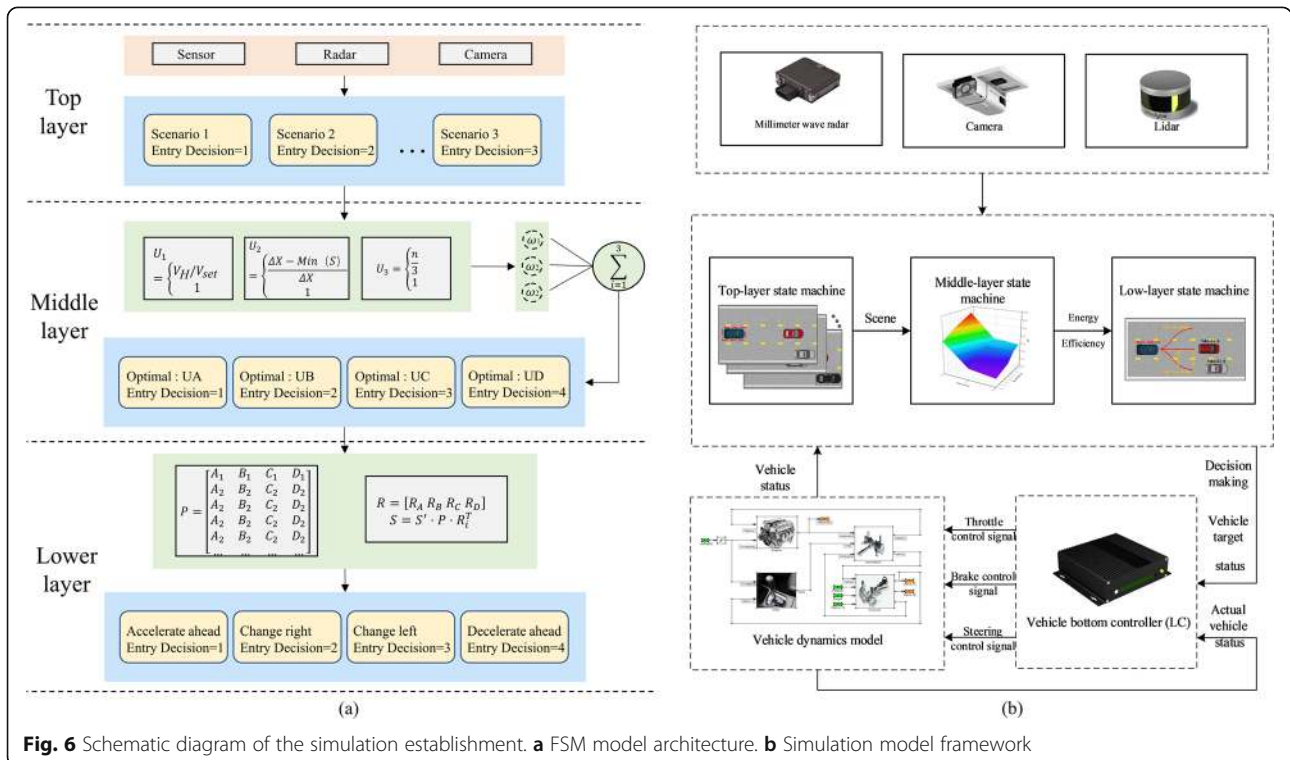 Top
layer
Sensor
Radar
Camera
Scenario 1
Entry Decision=1
Scenario 2
Entry Decision=2
• • •
Scenario 3
Entry Decision=3
Middle
layer
U₁
= {V_H/V_set
1
U₂
= {ΔX − Min (S)
ΔX
1
U₃ = {n
3
1
3
∑
i=1
Optimal : UA
Entry Decision=1
Optimal : UB
Entry Decision=2
Optimal : UC
Entry Decision=3
Optimal : UD
Entry Decision=4
Lower
layer
A₁ B₁ C₁ D₁
A₂ B₂ C₂ D₂
A₂ B₂ C₂ D₂
P = A₂ B₂ C₂ D₂
A₂ B₂ C₂ D₂
A₂ B₂ C₂ D₂
... ... ... ...
R = [R_A R_B R_C R_D]
S = S′ · P · R_i^T
Accelerate ahead
Entry Decision=1
Change right
Entry Decision=2
Change left
Entry Decision=3
Decelerate ahead
Entry Decision=4
(a)
Millimeter wave radar
Camera
Lidar
Top-layer state machine
Scene
Middle-layer state
machine
Energy
Efficiency
Low-layer state machine
Vehicle
status
Decision
making
Vehicle
target
status
Actual
vehicle
status
Throttle
control signal
Brake control
signal
Steering
control signal
Vehicle dynamics model
Vehicle bottom controller (LC)
(b)
Fig. 6 Schematic diagram of the simulation establishment. a FSM model architecture. b Simulation model framework